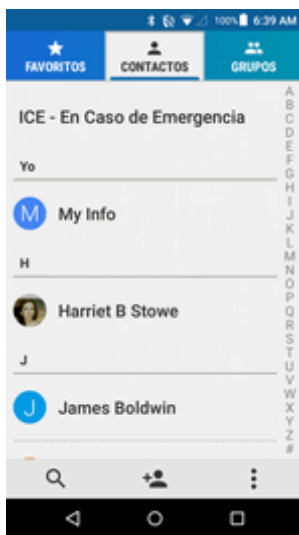 100% 6:39 AM
FAVORITOS CONTACTOS GRUPOS
ICE - En Caso de Emergencia
Yo
M My Info
H
Harriet B Stowe
J
J James Boldwin
A
B
C
D
E
F
G
H
I
J
K
L
M
N
O
P
Q
R
S
T
U
V
W
X
Y
Z
#